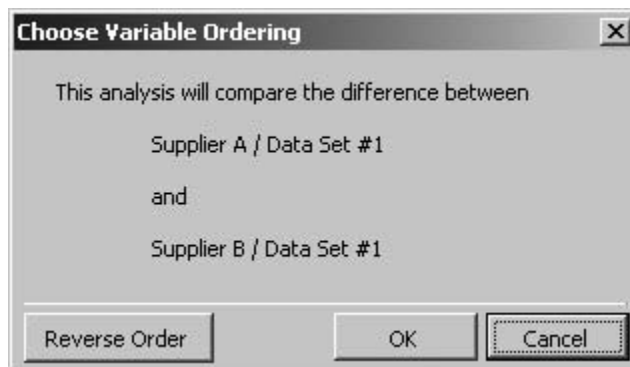 Choose Variable Ordering
This analysis will compare the difference between
Supplier A / Data Set #1
and
Supplier B / Data Set #1
Reverse Order
OK
Cancel